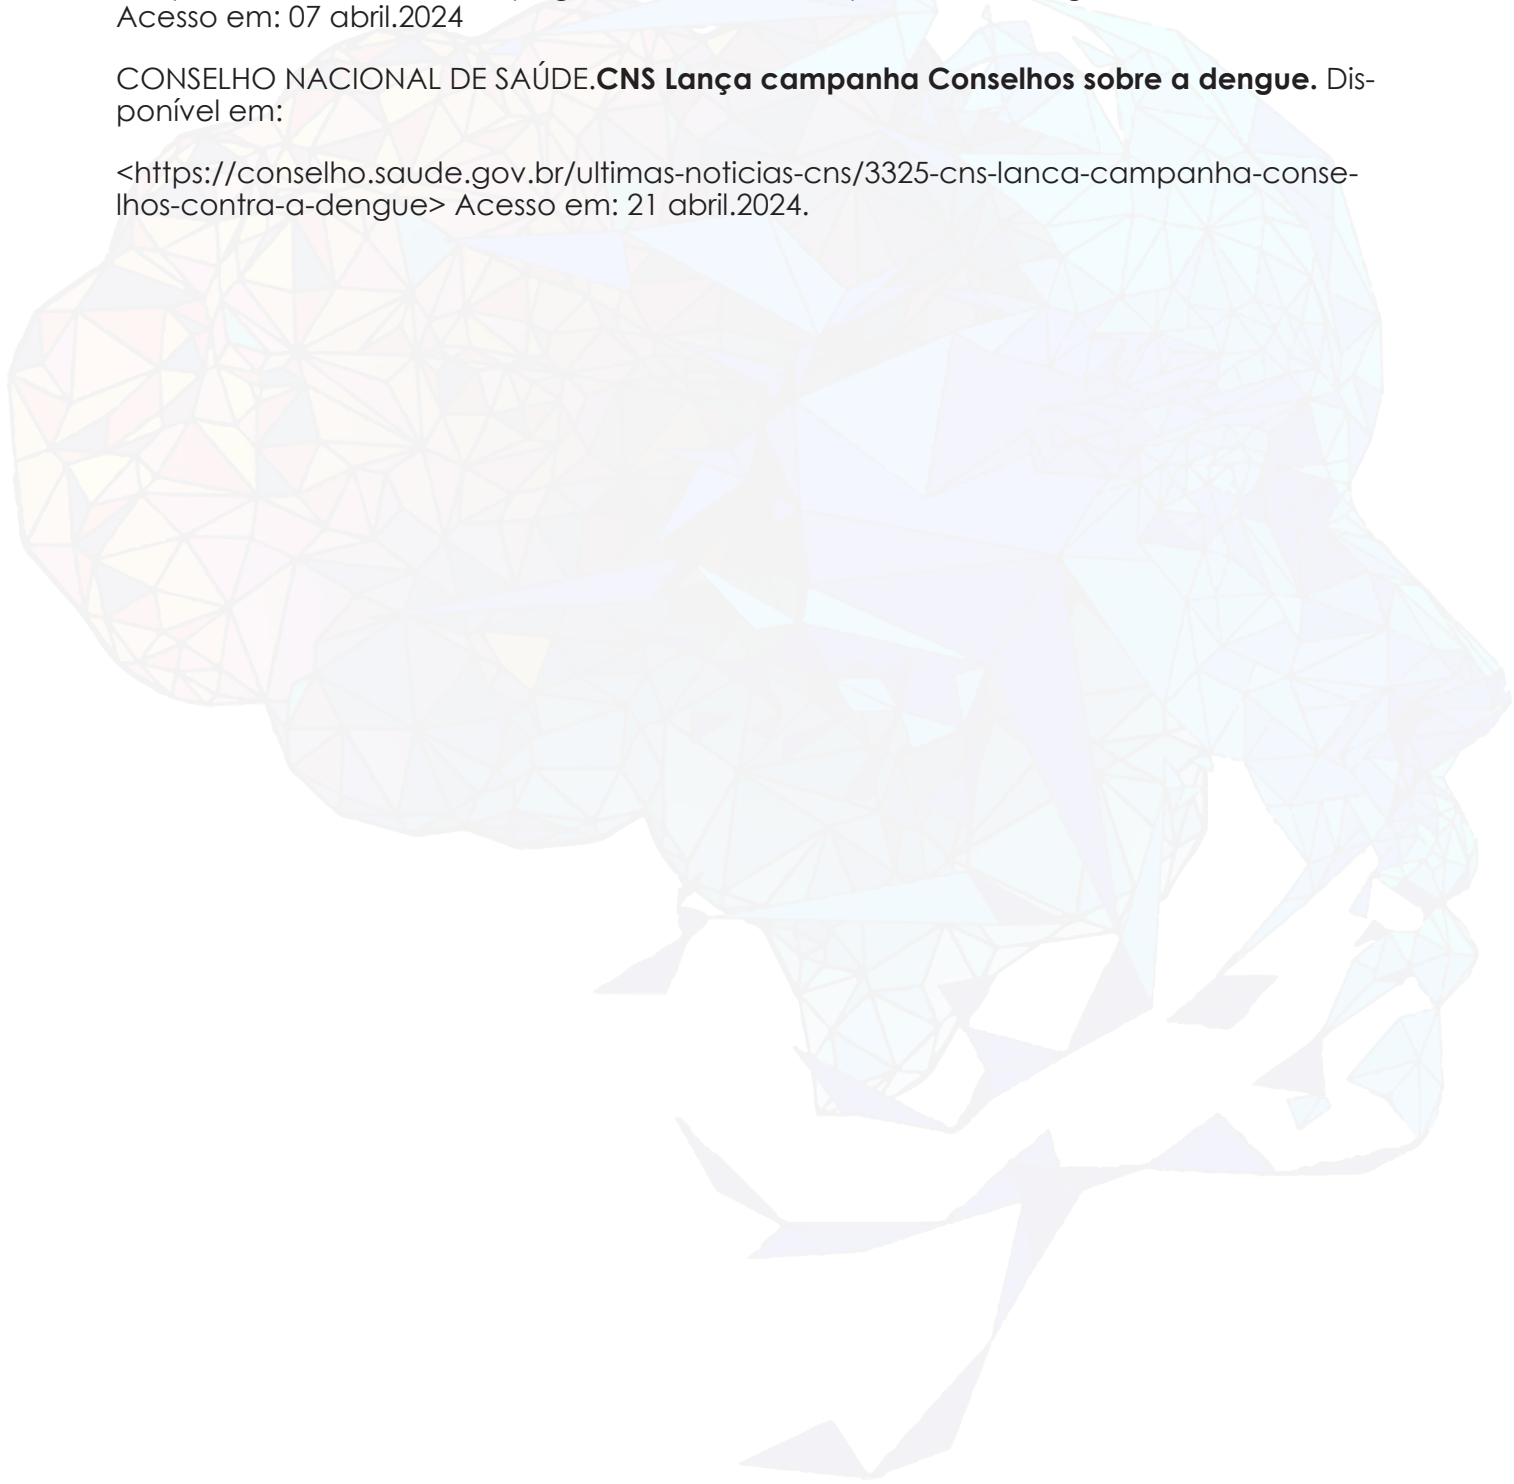 Acesso em: 07 abril.2024
CONSELHO NACIONAL DE SAÚDE.CNS Lança campanha Conselhos sobre a dengue. Dis-
ponível em:
<https://conselho.saude.gov.br/ultimas-noticias-cns/3325-cns-lanca-campanha-conse-
lhos-contra-a-dengue> Acesso em: 21 abril.2024.